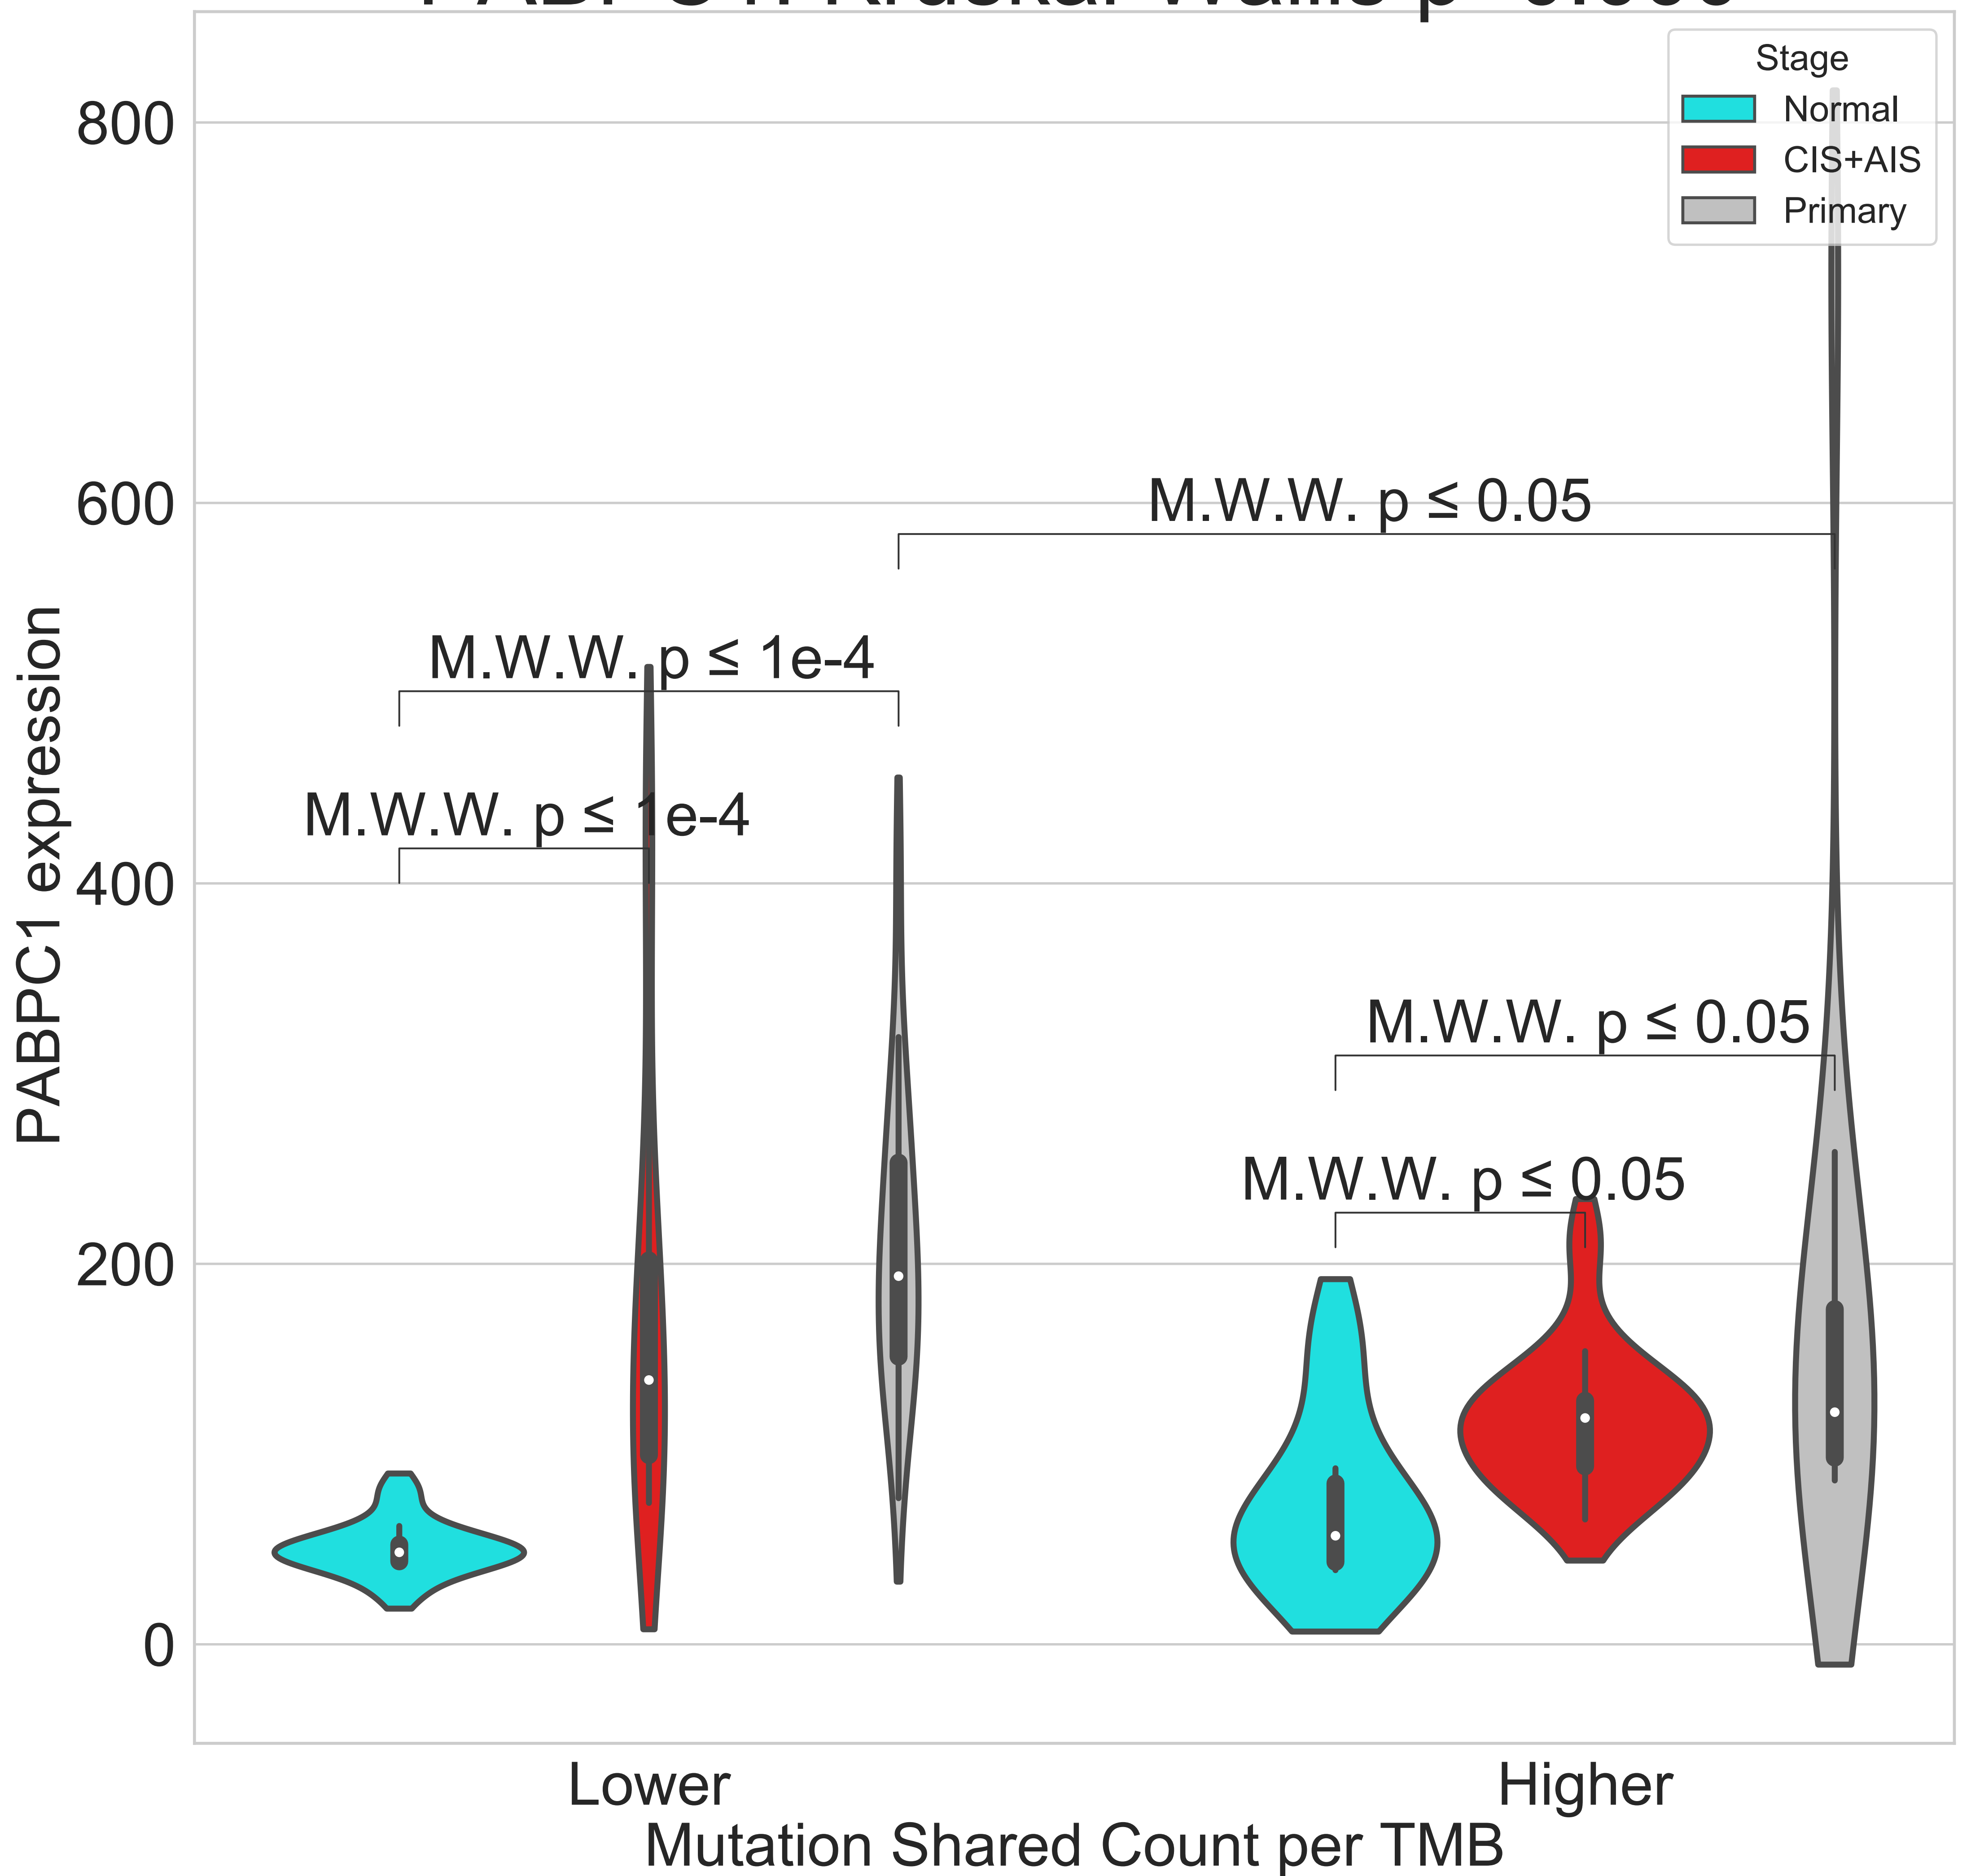 Stage
Normal
CIS+AIS
Primary
800
600
400
200
0
PABPC1 expression
M.W.W. p ≤ 0.05
M.W.W. p ≤ 1e-4
M.W.W. p ≤ 1e-4
M.W.W. p ≤ 0.05
M.W.W. p ≤ 0.05
Lower
Higher
Mutation Shared Count per TMB